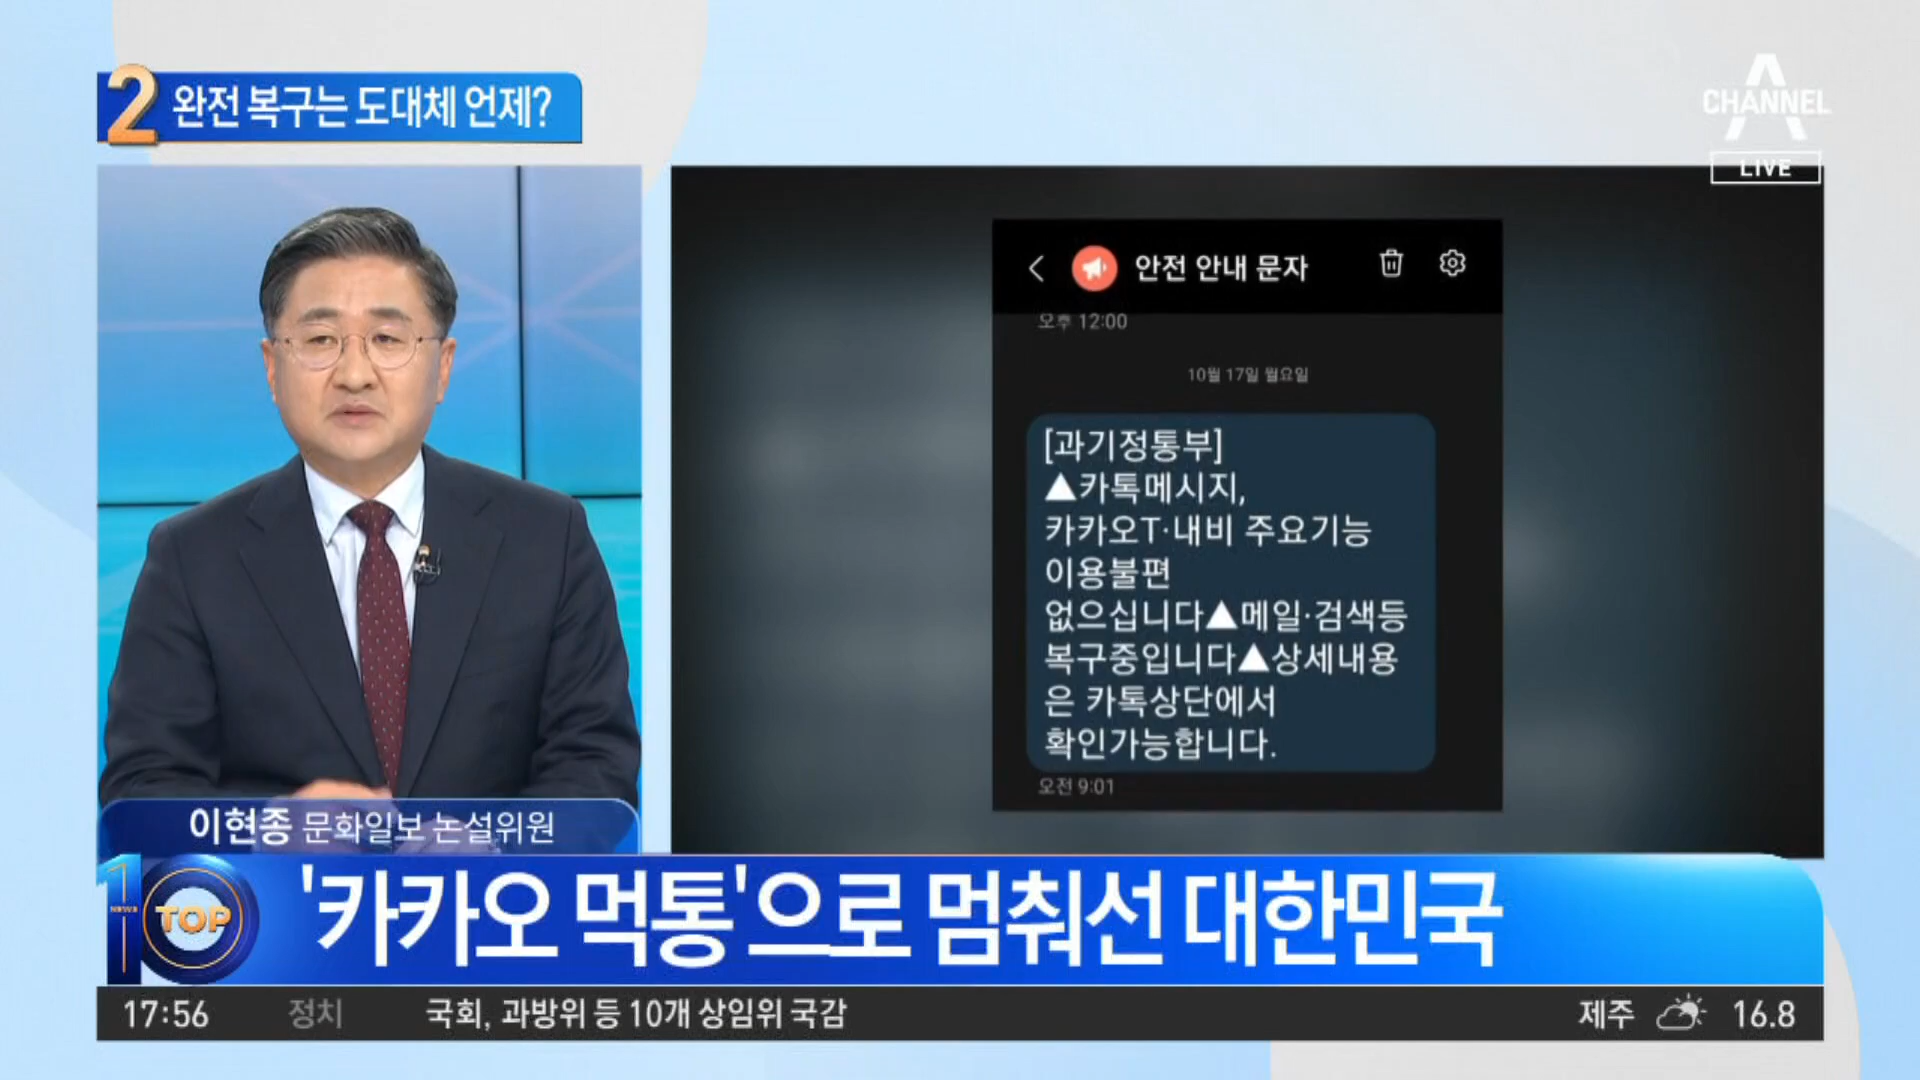 2 완전 복구는 도대체 언제?
CHANNEL A
LIVE
안전 안내 문자
오후 12:00
10월 17일 월요일
[과기정통부]
▲카톡메시지,
카카오T·내비 주요기능
이용불편
없으십니다▲메일·검색등
복구중입니다▲상세내용
은 카톡상단에서
확인가능합니다.
오전 9:01
이현종 문화일보 논설위원
NEWS TOP 10
'카카오 먹통'으로 멈춰선 대한민국
17:56 정치 국회, 과방위 등 10개 상임위 국감 제주 16.8